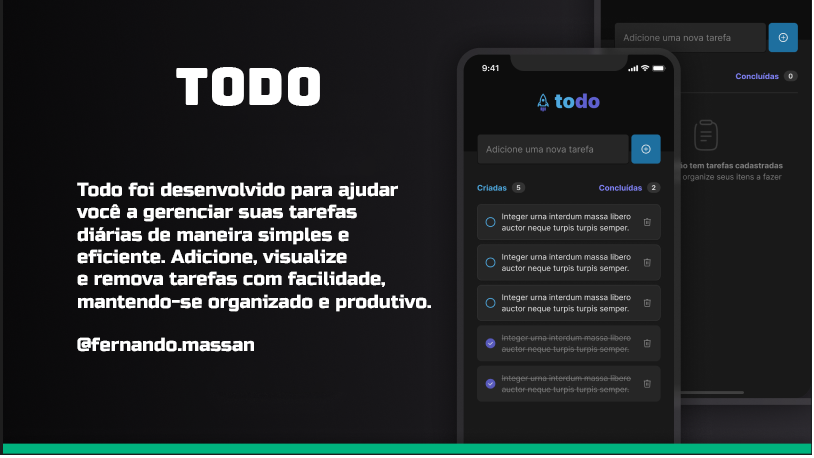 TODO
Todo foi desenvolvido para ajudar
você a gerenciar suas tarefas
diárias de maneira simples e
eficiente. Adicione, visualize
e remova tarefas com facilidade,
mantendo-se organizado e produtivo.
@fernando.massan
9:41
todo
Adicione uma nova tarefa
Criadas 5 Concluídas 2
Integer urna interdum massa libero
auctor neque turpis turpis semper.
Integer urna interdum massa libero
auctor neque turpis turpis semper.
Integer urna interdum massa libero
auctor neque turpis turpis semper.
Integer urna interdum massa libero
auctor neque turpis turpis semper.
Integer urna interdum massa libero
auctor neque turpis turpis semper.
Adicione uma nova tarefa
Concluídas 0
tem tarefas cadastradas
organize seus itens a fazer